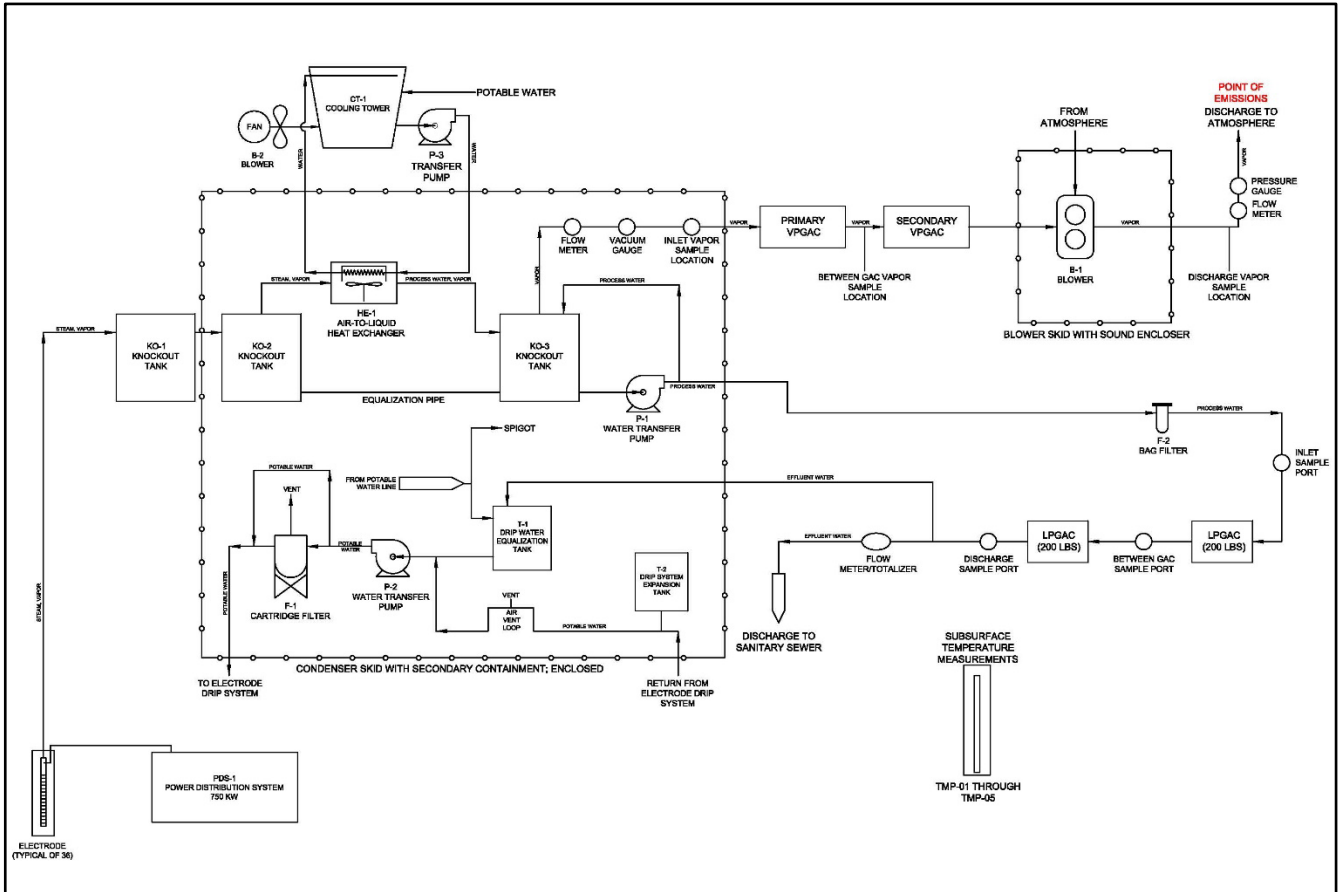 CT-1
COOLING TOWER
POTABLE WATER
FAN
B-2
BLOWER
WATER
P-3
TRANSFER
PUMP
WATER
POINT OF
EMISSIONS
DISCHARGE TO
ATMOSPHERE
FROM
ATMOSPHERE
VAPOR
PRESSURE
GAUGE
FLOW
METER
VAPOR
FLOW
METER
VACUUM
GAUGE
INLET VAPOR
SAMPLE
LOCATION
VAPOR
PRIMARY
VPGAC
VAPOR
SECONDARY
VPGAC
BETWEEN GAC VAPOR
SAMPLE
LOCATION
B-1
BLOWER
VAPOR
DISCHARGE VAPOR
SAMPLE
LOCATION
BLOWER SKID WITH SOUND ENCLOSER
STEAM, VAPOR
HE-1
AIR-TO-LIQUID
HEAT EXCHANGER
PROCESS WATER, VAPOR
PROCESS WATER
STEAM, VAPOR
KO-1
KNOCKOUT
TANK
KO-2
KNOCKOUT
TANK
KO-3
KNOCKOUT
TANK
EQUALIZATION PIPE
P-1
WATER TRANSFER
PUMP
PROCESS WATER
F-2
BAG FILTER
PROCESS WATER
INLET
SAMPLE
PORT
SPIGOT
FROM POTABLE
WATER LINE
POTABLE WATER
VENT
EFFLUENT WATER
T-1
DRIP WATER
EQUALIZATION
TANK
POTABLE
WATER
P-2
WATER TRANSFER
PUMP
F-1
CARTRIDGE FILTER
POTABLE WATER
VENT
AIR
VENT
LOOP
POTABLE WATER
T-2
DRIP SYSTEM
EXPANSION
TANK
EFFLUENT WATER
FLOW
METER/TOTALIZER
DISCHARGE
SAMPLE PORT
LPGAC
(200 LBS)
BETWEEN GAC
SAMPLE PORT
LPGAC
(200 LBS)
DISCHARGE TO
SANITARY SEWER
CONDENSER SKID WITH SECONDARY CONTAINMENT; ENCLOSED
TO ELECTRODE
DRIP SYSTEM
RETURN FROM
ELECTRODE DRIP
SYSTEM
SUBSURFACE
TEMPERATURE
MEASUREMENTS
TMP-01 THROUGH
TMP-05
STEAM, VAPOR
PDS-1
POWER DISTRIBUTION SYSTEM
750 KW
ELECTRODE
(TYPICAL OF 36)